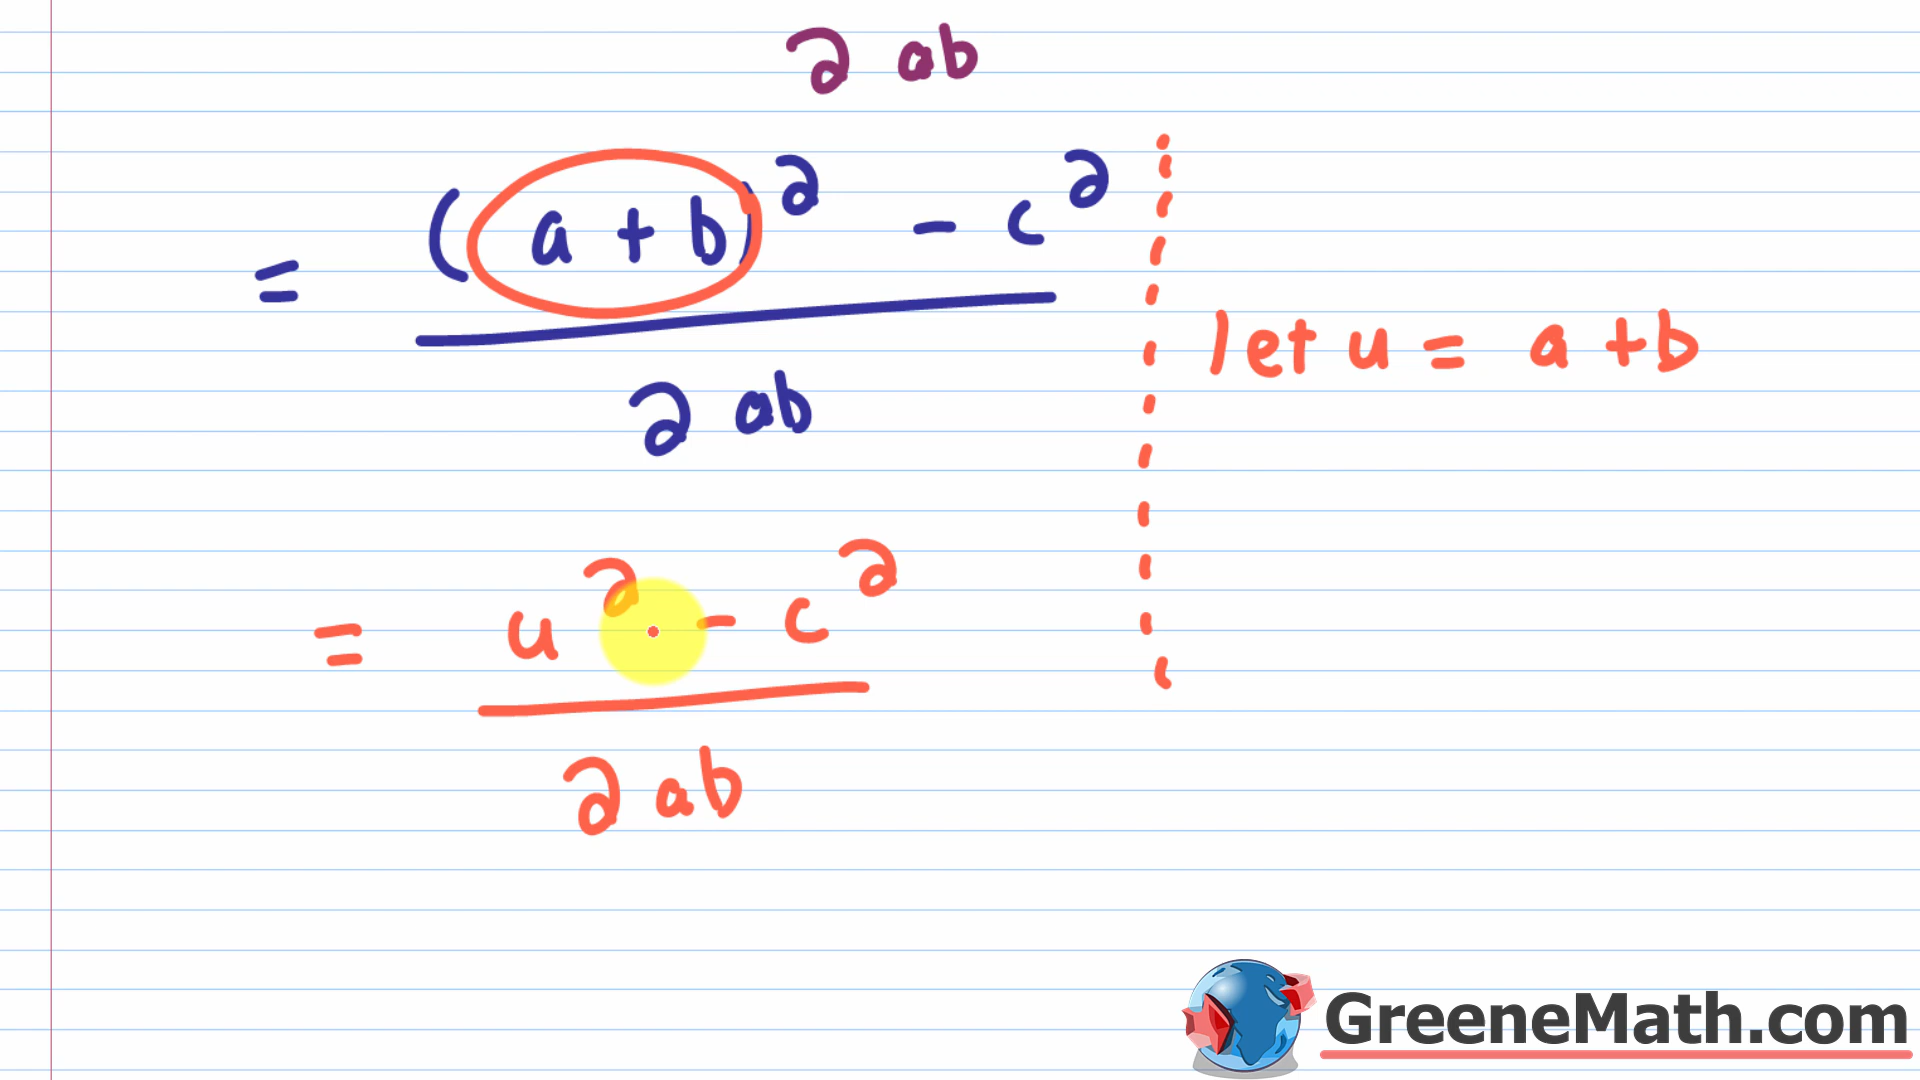 2 ab
= (a + b)² - c²
2 ab
let u = a + b
= u² - c²
2 ab
GreeneMath.com